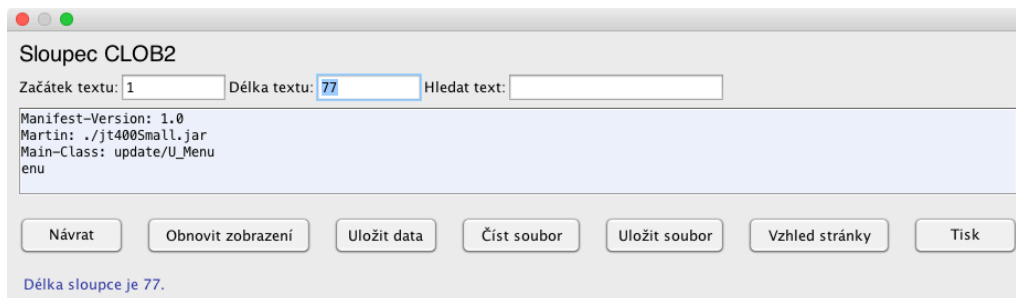 Sloupec CLOB2
Začátek textu: 1 Délka textu: 77 Hledat text:
Manifest-Version: 1.0
Martin: ./jt400Small.jar
Main-Class: update/U_Menu
enu
Návrat Obnovit zobrazení Uložit data Číst soubor Uložit soubor Vzhled stránky Tisk
Délka sloupce je 77.